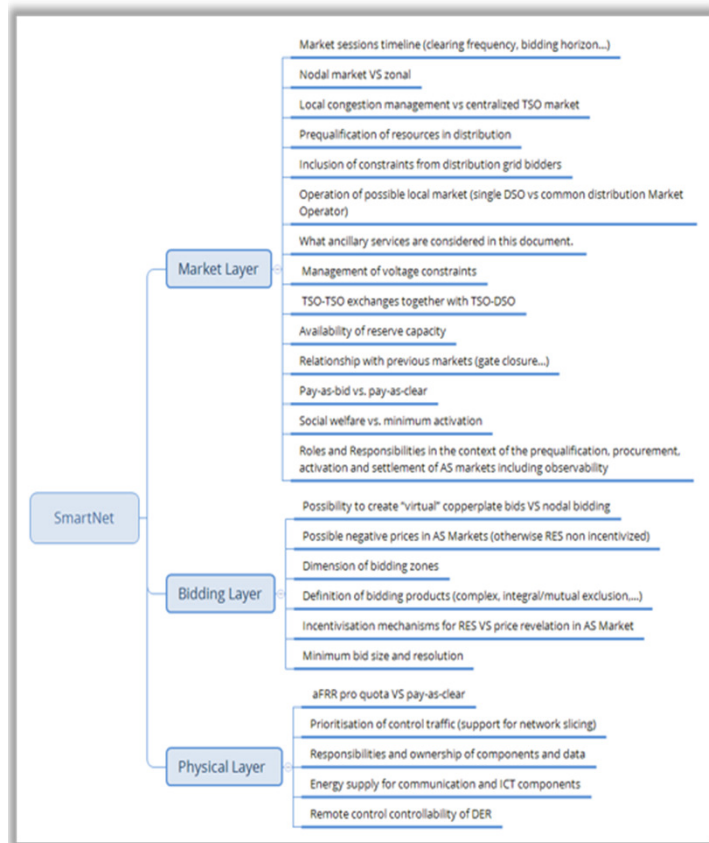 Market sessions timeline (clearing frequency, bidding horizon...)
Nodal market VS zonal
Local congestion management vs centralized TSO market
Prequalification of resources in distribution
Inclusion of constraints from distribution grid bidders
Operation of possible local market (single DSO vs common distribution Market
Operator)
What ancillary services are considered in this document.
Market Layer
Management of voltage constraints
TSO-TSO exchanges together with TSO-DSO
Availability of reserve capacity
Relationship with previous markets (gate closure...)
Pay-as-bid vs. pay-as-clear
Social welfare vs. minimum activation
Roles and Responsibilities in the context of the prequalification, procurement,
activation and settlement of AS markets including observability
SmartNet
Possibility to create "virtual" copperplate bids VS nodal bidding
Possible negative prices in AS Markets (otherwise RES non incentivized)
Dimension of bidding zones
Bidding Layer
Definition of bidding products (complex, integral/mutual exclusion,...)
Incentivisation mechanisms for RES VS price revelation in AS Market
Minimum bid size and resolution
aFRR pro quota VS pay-as-clear
Prioritisation of control traffic (support for network slicing)
Responsibilities and ownership of components and data
Physical Layer
Energy supply for communication and ICT components
Remote control controllability of DER